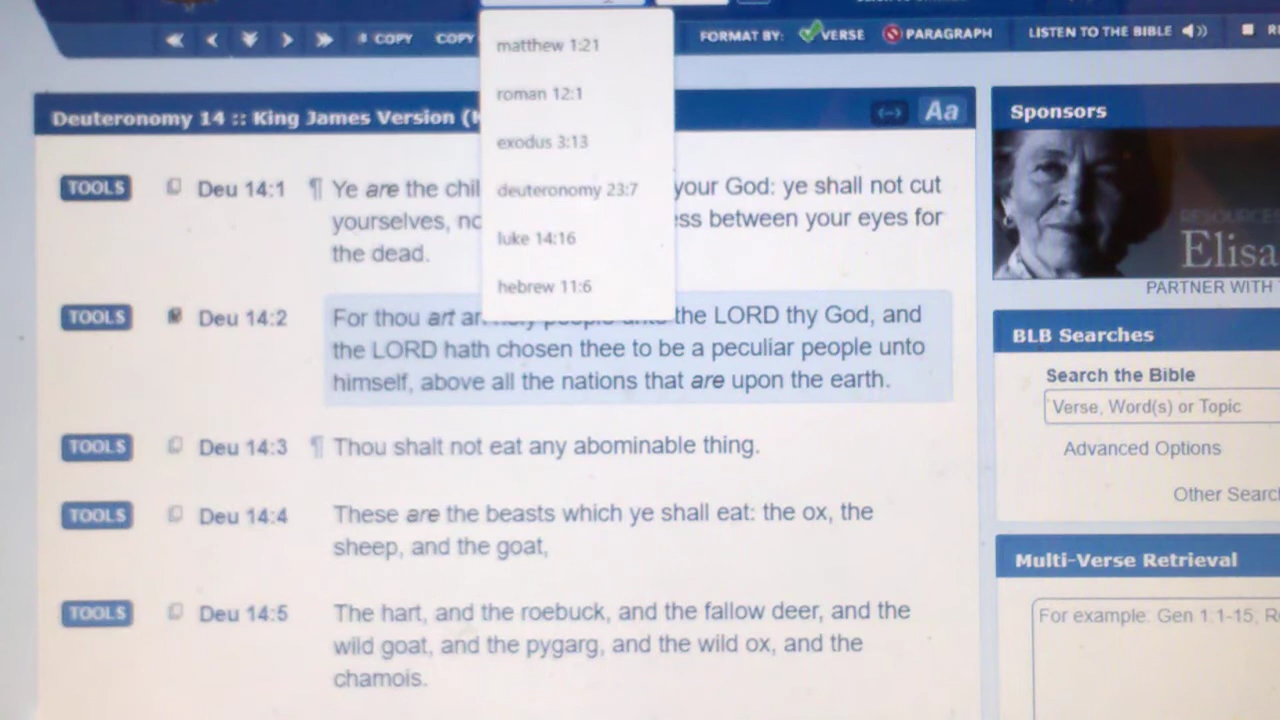 COPY COPY FORMAT BY: VERSE PARAGRAPH LISTEN TO THE BIBLE
matthew 1:21
roman 12:1
exodus 3:13
deuteronomy 23:7
luke 14:16
hebrew 11:6
Deuteronomy 14 :: King James Version ( Aa
TOOLS Deu 14:1 ¶ Ye are the chil your God: ye shall not cut
yourselves, between your eyes for
the dead.
TOOLS Deu 14:2 For thou art the LORD thy God, and
the LORD hath chosen thee to be a peculiar people unto
himself, above all the nations that are upon the earth.
TOOLS Deu 14:3 ¶ Thou shalt not eat any abominable thing.
TOOLS Deu 14:4 These are the beasts which ye shall eat: the ox, the
sheep, and the goat,
TOOLS Deu 14:5 The hart, and the roebuck, and the fallow deer, and the
wild goat, and the pygarg, and the wild ox, and the
chamois.
Sponsors
Elisa
PARTNER WITH
BLB Searches
Search the Bible
Verse, Word(s) or Topic
Advanced Options
Other Searc
Multi-Verse Retrieval
For example: Gen 1:1-15; R